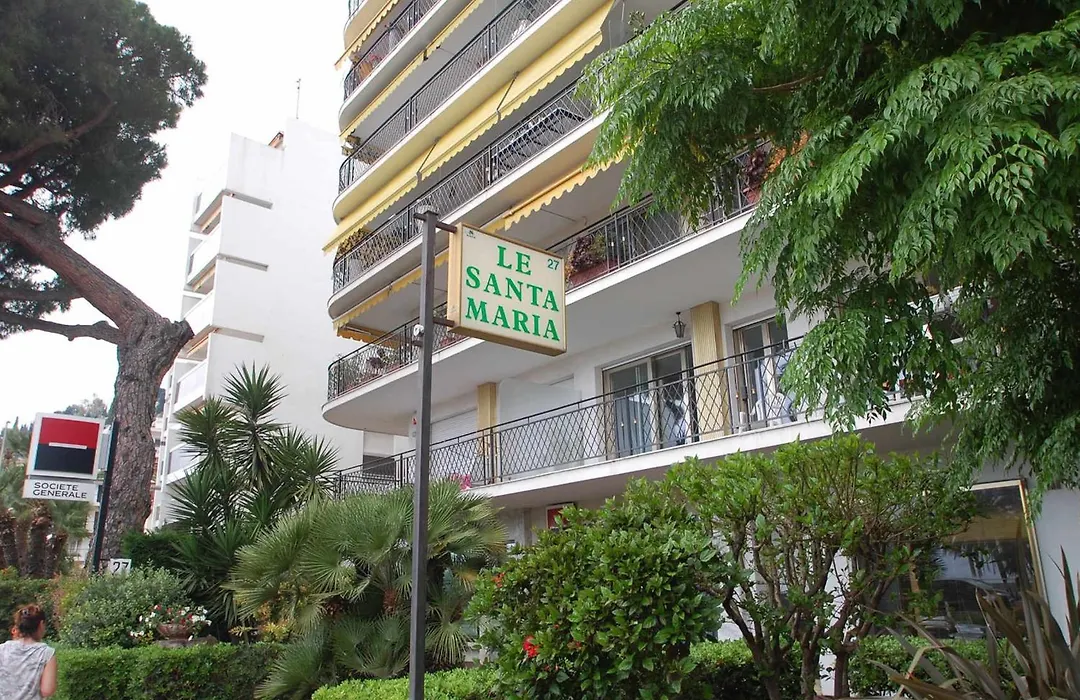 LE 27
SANTA
MARIA
SOCIETE
GENERALE
27